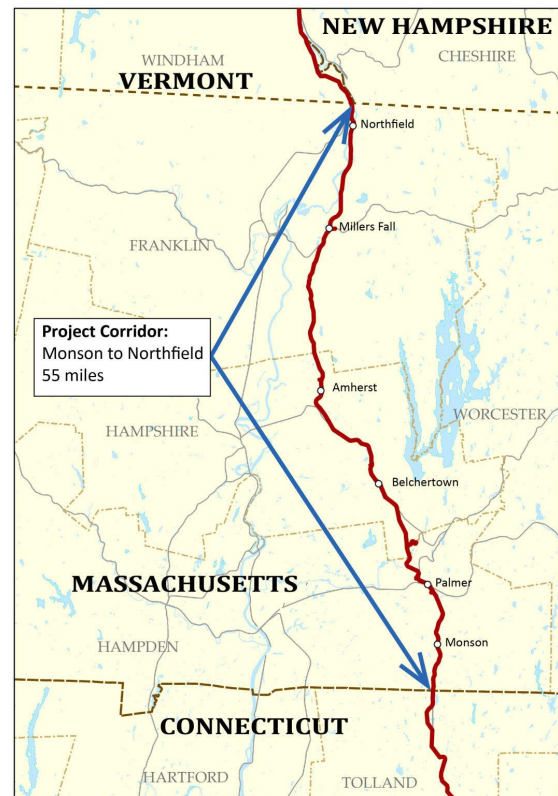 NEW HAMPSHIRE
WINDHAM
CHESHIRE
VERMONT
Northfield
Millers Fall
FRANKLIN
Project Corridor:
Monson to Northfield
55 miles
Amherst
WORCESTER
HAMPSHIRE
Belchertown
MASSACHUSETTS
Palmer
HAMPDEN
Monson
CONNECTICUT
HARTFORD
TOLLAND